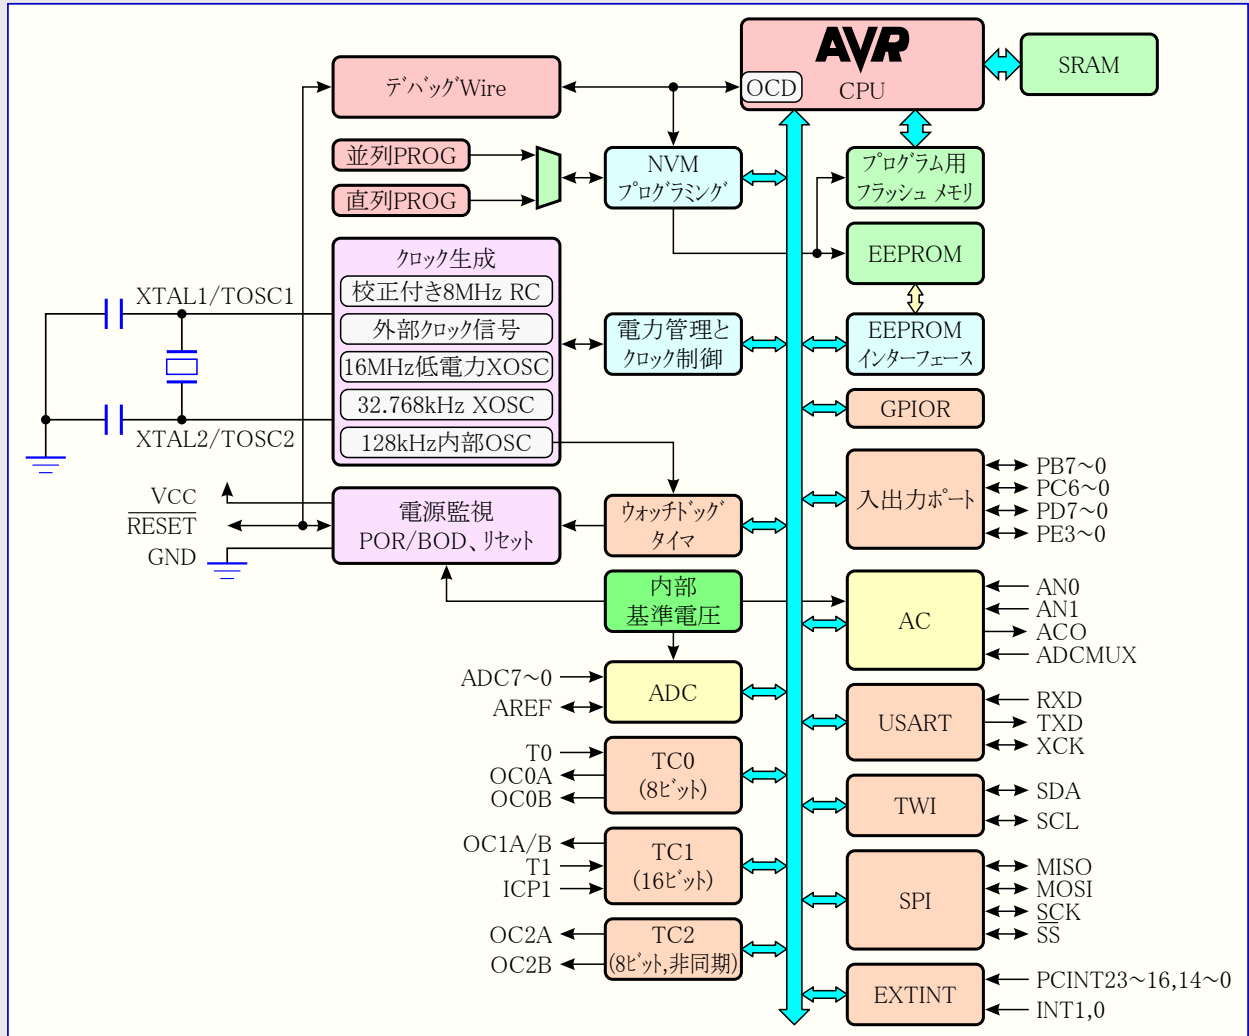 AVR
CPU
OCD
SRAM
デバッグWire
並列PROG
直列PROG
NVM
プログラミング
プログラム用
フラッシュ メモリ
EEPROM
クロック生成
校正付き8MHz RC
外部クロック信号
16MHz低電力XOSC
32.768kHz XOSC
128kHz内部OSC
XTAL1/TOSC1
XTAL2/TOSC2
電力管理と
クロック制御
EEPROM
インターフェース
GPIOR
VCC
RESET
GND
電源監視
POR/BOD、リセット
ウォッチドッグ
タイマ
入出力ポート
PB7～0
PC6～0
PD7～0
PE3～0
内部
基準電圧
AC
AN0
AN1
ACO
ADCMUX
ADC7～0
AREF
ADC
USART
RXD
TXD
XCK
T0
OC0A
OC0B
TC0
(8ビット)
TWI
SDA
SCL
OC1A/B
T1
ICP1
TC1
(16ビット)
SPI
MISO
MOSI
SCK
SS
OC2A
OC2B
TC2
(8ビット,非同期)
EXTINT
PCINT23～16,14～0
INT1,0